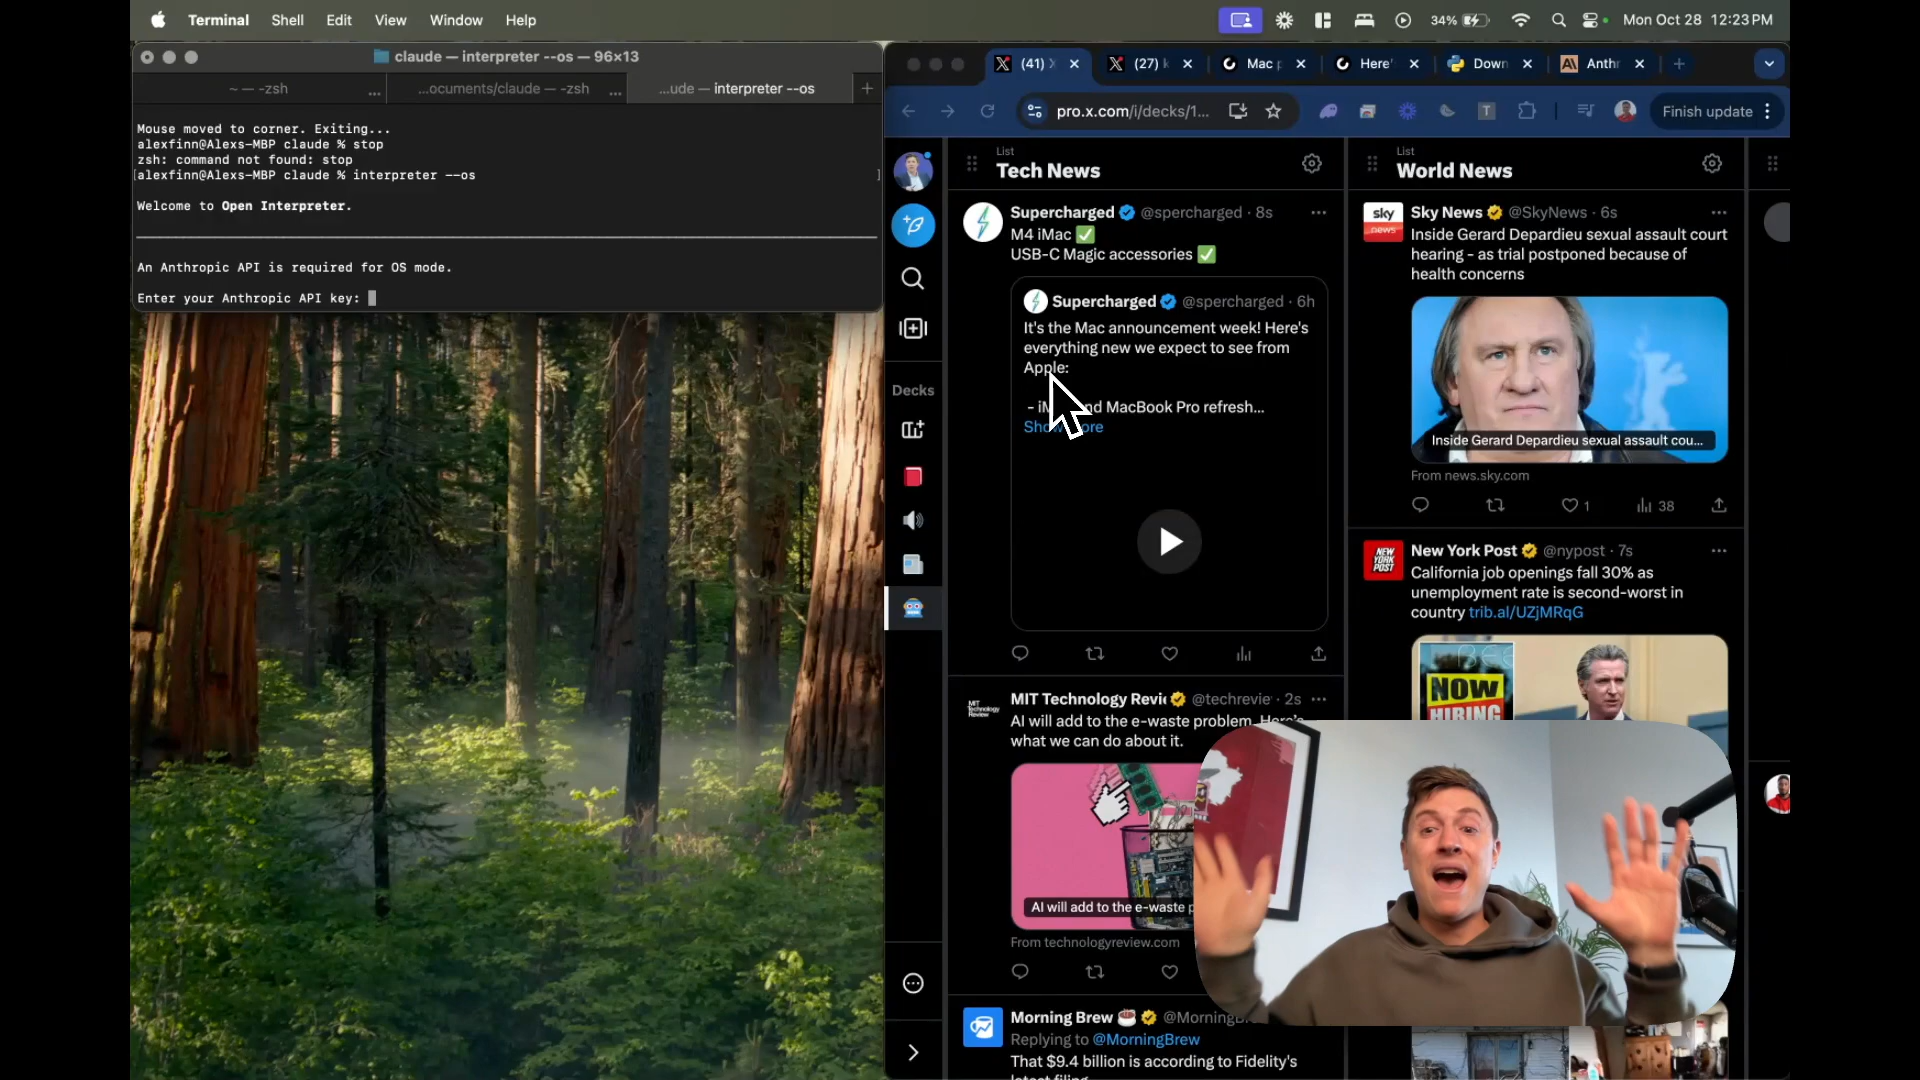 Terminal Shell Edit View Window Help
34% Mon Oct 28 12:23 PM
claude — interpreter --os — 96×13
~ — -zsh ... ...ocuments/claude — -zsh ... ...ude — interpreter --os +
Mouse moved to corner. Exiting...
alexfinn@Alexs-MBP claude % stop
zsh: command not found: stop
[alexfinn@Alexs-MBP claude % interpreter --os ]
Welcome to Open Interpreter.
An Anthropic API is required for OS mode.
Enter your Anthropic API key:
(41) X (27) Mac Here' Down Anth
pro.x.com/i/decks/1... Finish update
Decks
List
Tech News
Supercharged @spercharged · 8s
M4 iMac ✅
USB-C Magic accessories ✅
Supercharged @spercharged · 6h
It's the Mac announcement week! Here's
everything new we expect to see from
Apple:
MacBook Pro refresh...
MIT Technology Revi @techrevie · 2s
AI will add to the e-waste problem. Here's
what we can do about it.
MIT
Technology
Review
AI will add to the e-waste
From technologyreview.com
Morning Brew
Replying to @MorningBrew
That $9.4 billion is according to Fidelity's
List
World News
Sky News @SkyNews · 6s
sky
news
Inside Gerard Depardieu sexual assault court
hearing - as trial postponed because of
health concerns
Inside Gerard Depardieu sexual assault cou...
From news.sky.com
1 38
New York Post @nypost · 7s
NEW
YORK
POST
California job openings fall 30% as
unemployment rate is second-worst in
country trib.al/UZjMRqG
NOW
HIRING